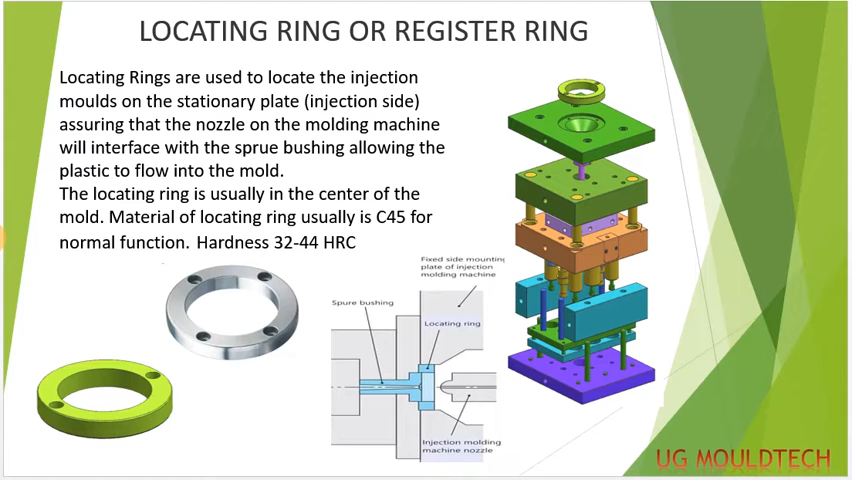 LOCATING RING OR REGISTER RING
Locating Rings are used to locate the injection
moulds on the stationary plate (injection side)
assuring that the nozzle on the molding machine
will interface with the sprue bushing allowing the
plastic to flow into the mold.
The locating ring is usually in the center of the
mold. Material of locating ring usually is C45 for
normal function. Hardness 32-44 HRC
Fixed side mounting
plate of injection
molding machine
Spure bushing
Locating ring
Injection molding
machine nozzle
UG MOULDTECH